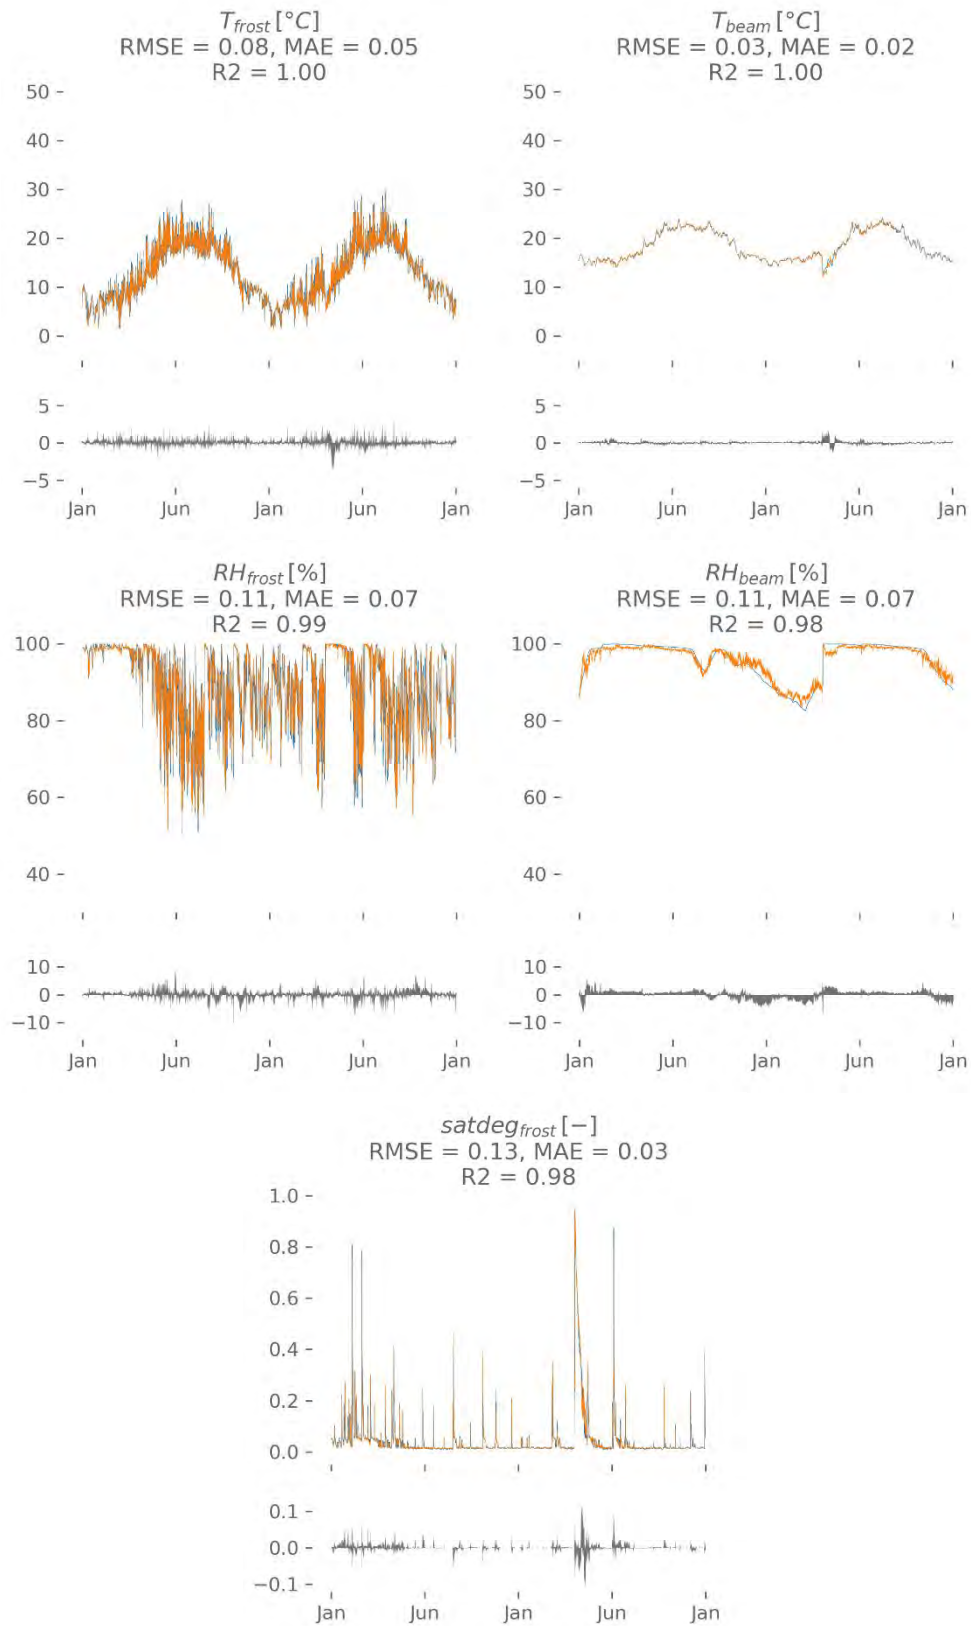 T_frost [°C]
RMSE = 0.08, MAE = 0.05
R2 = 1.00
50
40
30
20
10
0
5
0
−5
Jan Jun Jan Jun Jan
T_beam [°C]
RMSE = 0.03, MAE = 0.02
R2 = 1.00
50
40
30
20
10
0
5
0
−5
Jan Jun Jan Jun Jan
RH_frost [%]
RMSE = 0.11, MAE = 0.07
R2 = 0.99
100
80
60
40
10
0
−10
Jan Jun Jan Jun Jan
RH_beam [%]
RMSE = 0.11, MAE = 0.07
R2 = 0.98
100
80
60
40
10
0
−10
Jan Jun Jan Jun Jan
satdeg_frost [−]
RMSE = 0.13, MAE = 0.03
R2 = 0.98
1.0
0.8
0.6
0.4
0.2
0.0
0.1
0.0
−0.1
Jan Jun Jan Jun Jan